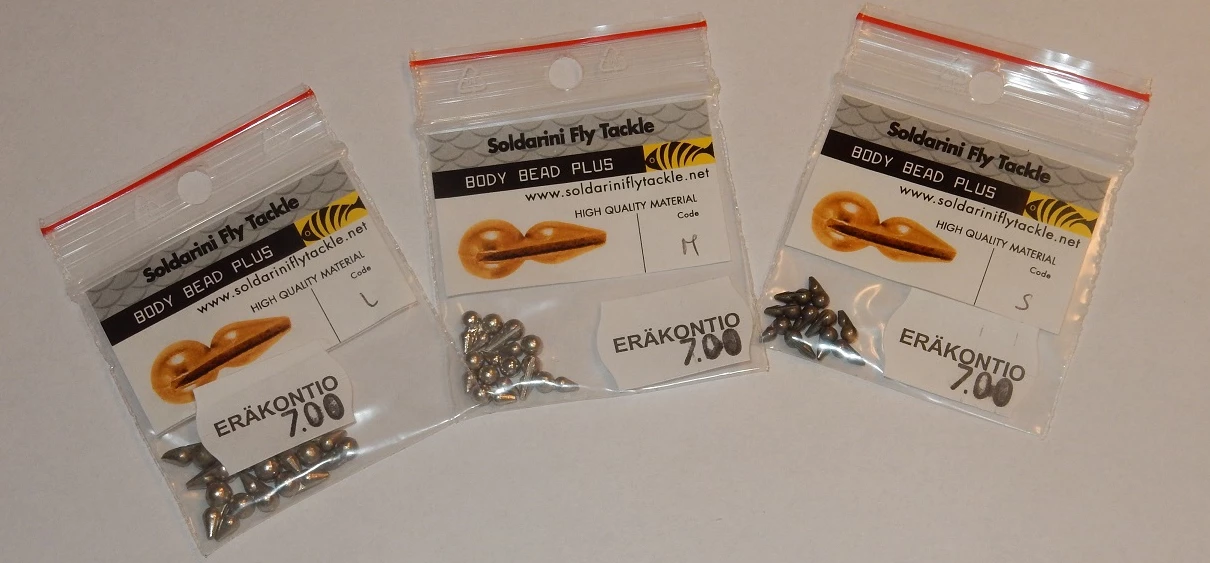 Soldarini Fly Tackle
BODY BEAD PLUS
www.soldariniflytackle.net
HIGH QUALITY MATERIAL
Code
L
ERÄKONTIO
7.00
Soldarini Fly Tackle
BODY BEAD PLUS
www.soldariniflytackle.net
HIGH QUALITY MATERIAL
Code
M
ERÄKONTIO
7.00
Soldarini Fly Tackle
BODY BEAD PLUS
www.soldariniflytackle.net
HIGH QUALITY MATERIAL
Code
S
ERÄKONTIO
7.00